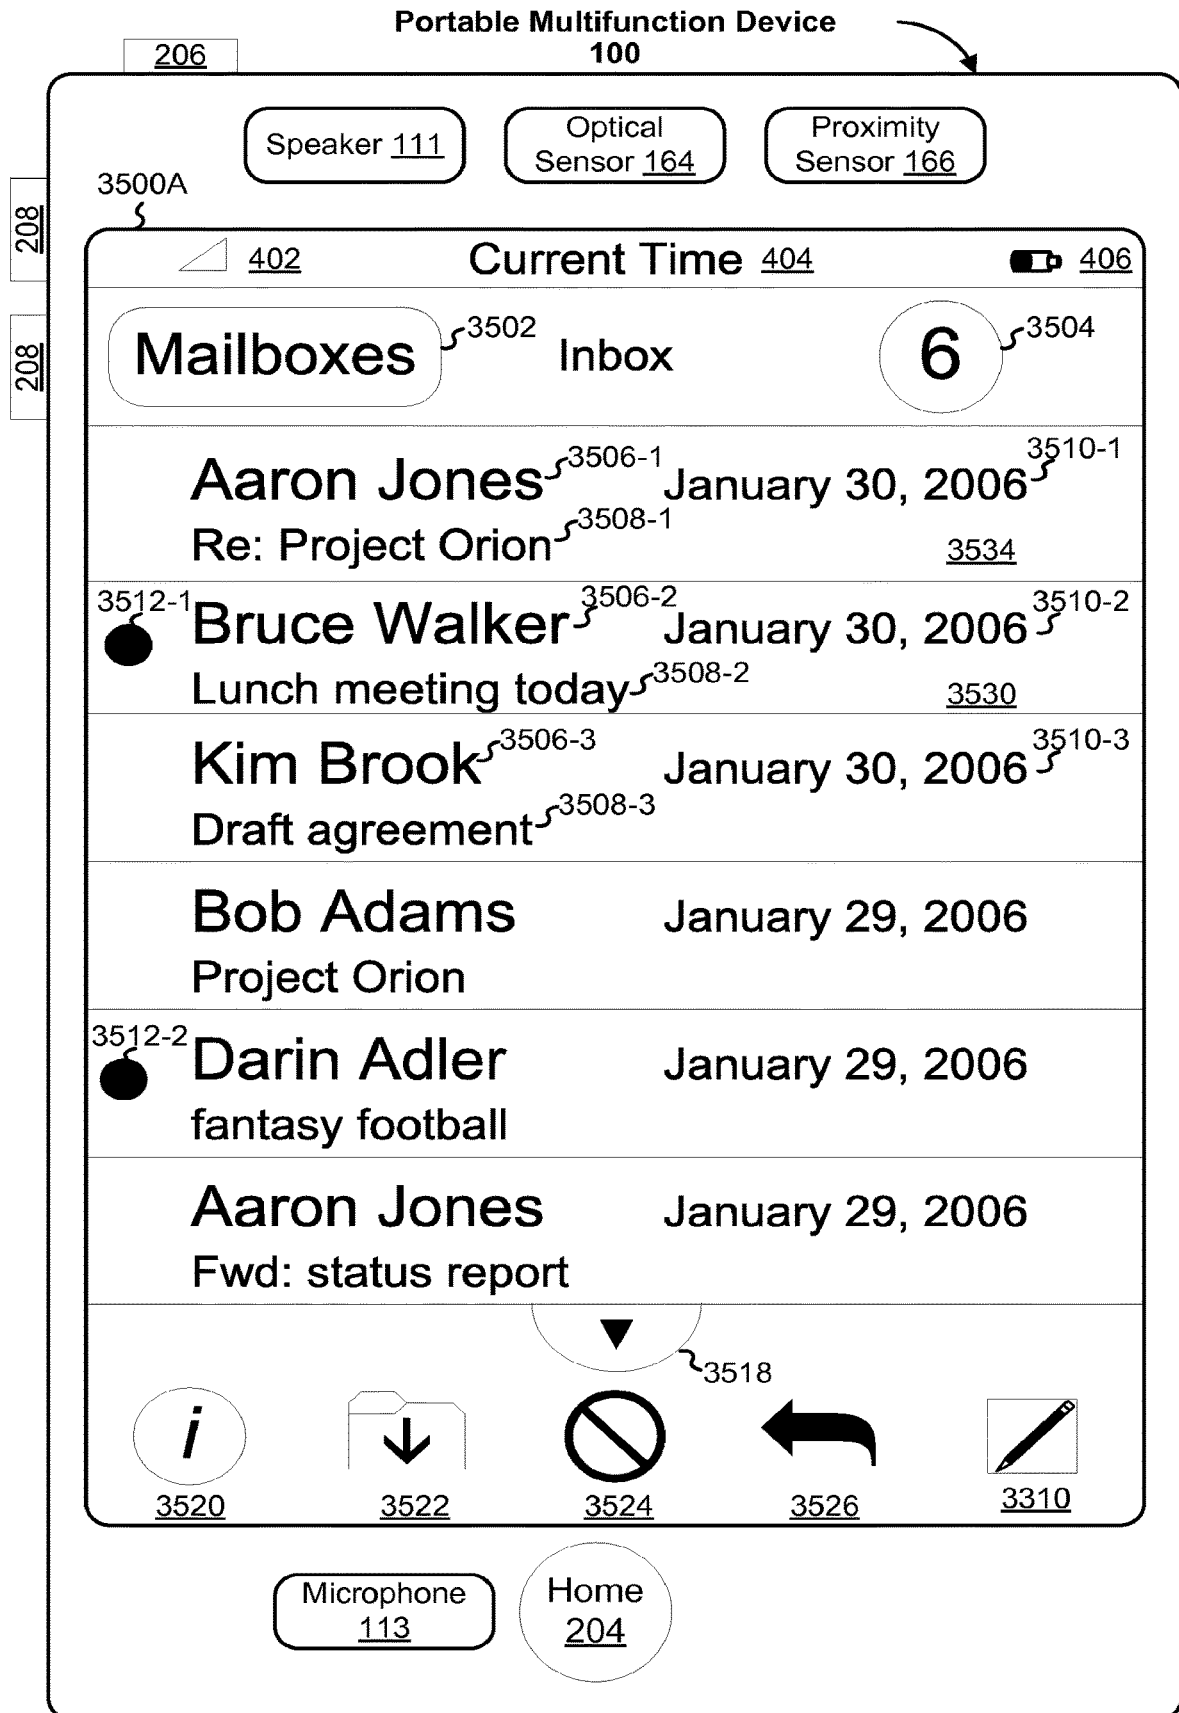 Portable Multifunction Device
100
206
Speaker 111
Optical
Sensor 164
Proximity
Sensor 166
3500A
208
208
402
Current Time 404
406
Mailboxes
3502
Inbox
6
3504
Aaron Jones
3506-1
January 30, 2006
3510-1
Re: Project Orion
3508-1
3534
3512-1
Bruce Walker
3506-2
January 30, 2006
3510-2
Lunch meeting today
3508-2
3530
Kim Brook
3506-3
January 30, 2006
3510-3
Draft agreement
3508-3
Bob Adams
January 29, 2006
Project Orion
3512-2
Darin Adler
January 29, 2006
fantasy football
Aaron Jones
January 29, 2006
Fwd: status report
3518
i
3520
3522
3524
3526
3310
Microphone
113
Home
204